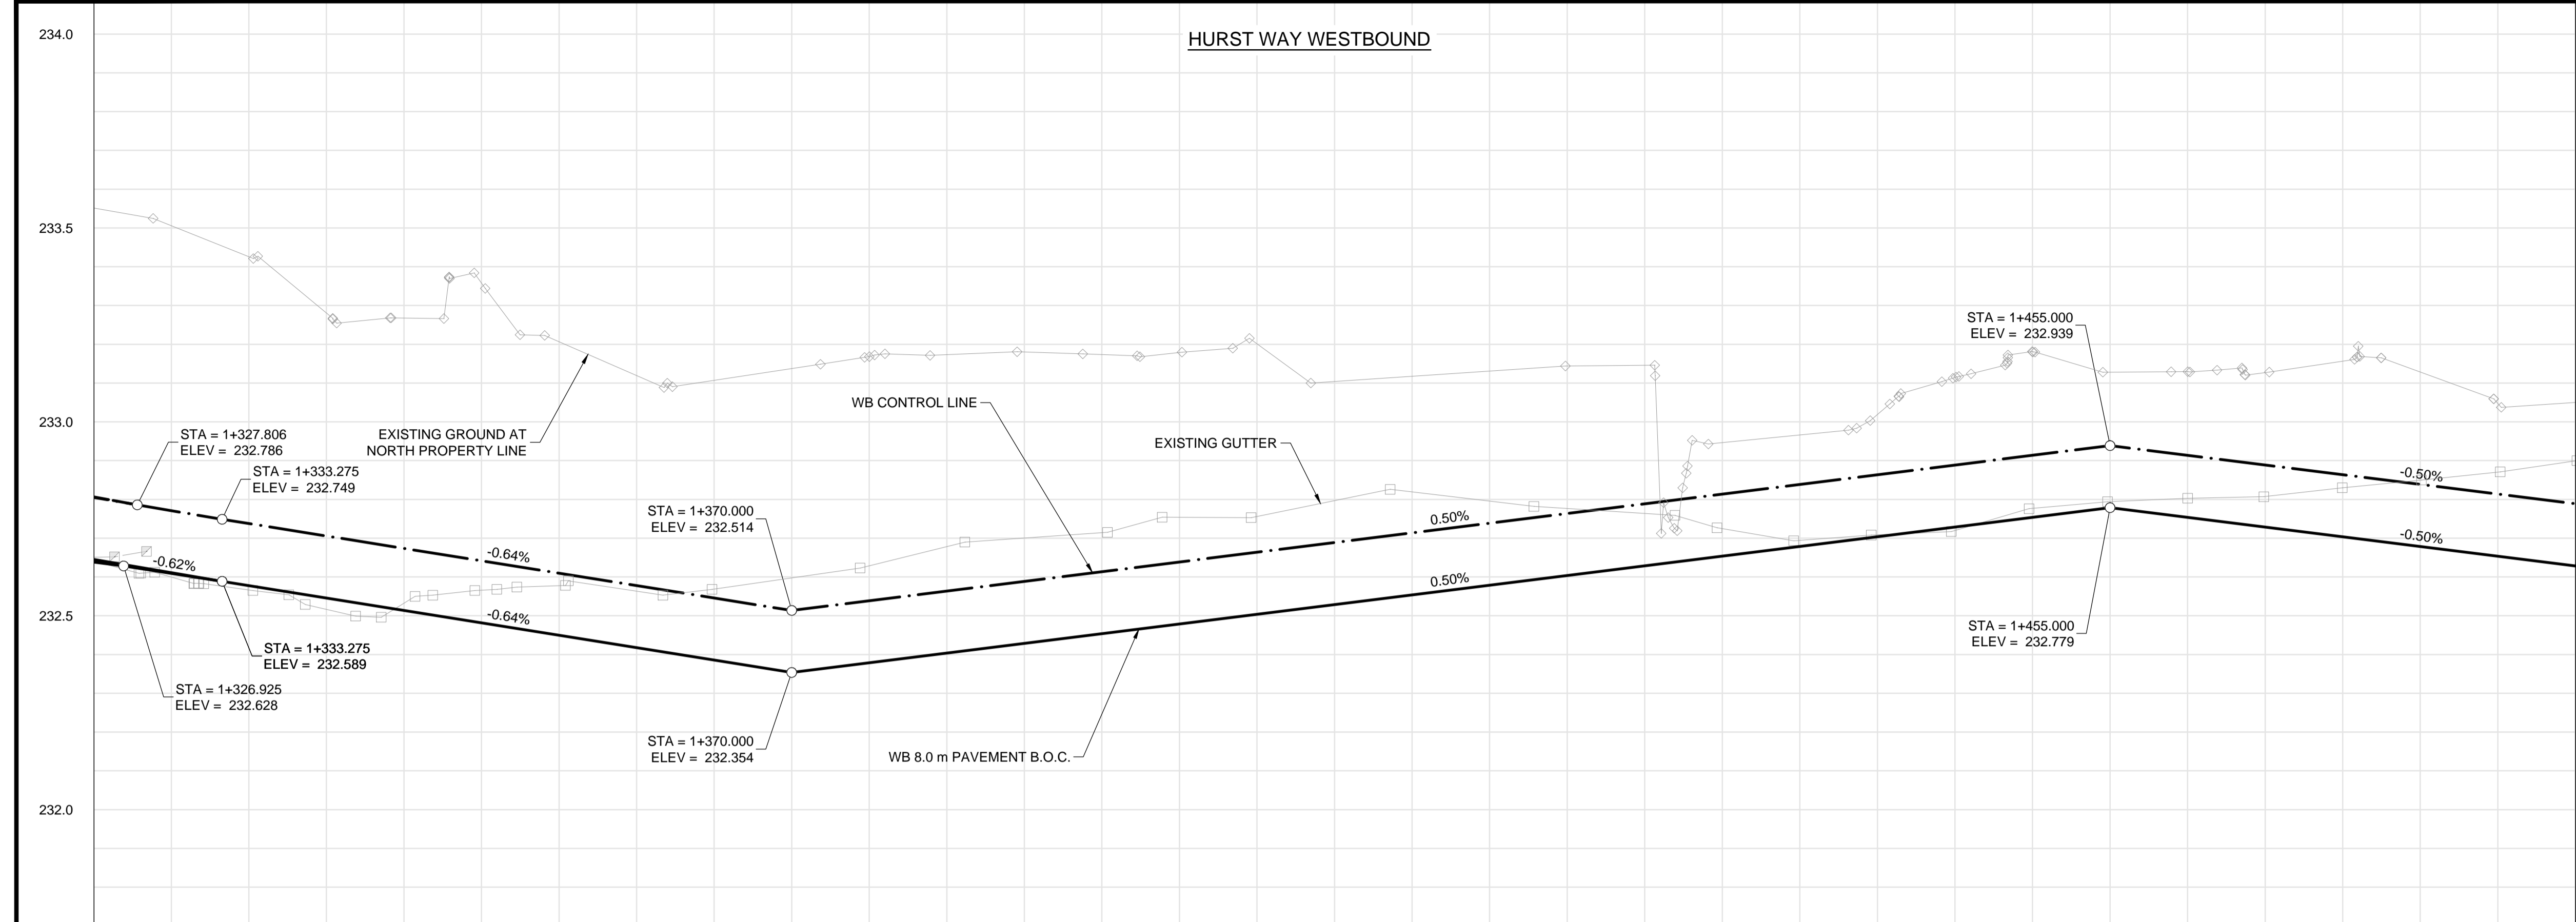 HURST WAY WESTBOUND
234.0
233.5
233.0
232.5
232.0
STA = 1+327.806
ELEV = 232.786
STA = 1+333.275
ELEV = 232.749
EXISTING GROUND AT
NORTH PROPERTY LINE
-0.62%
-0.64%
-0.64%
STA = 1+333.275
ELEV = 232.589
STA = 1+326.925
ELEV = 232.628
STA = 1+370.000
ELEV = 232.514
STA = 1+370.000
ELEV = 232.354
WB CONTROL LINE
EXISTING GUTTER
WB 8.0 m PAVEMENT B.O.C.
0.50%
0.50%
STA = 1+455.000
ELEV = 232.939
STA = 1+455.000
ELEV = 232.779
-0.50%
-0.50%